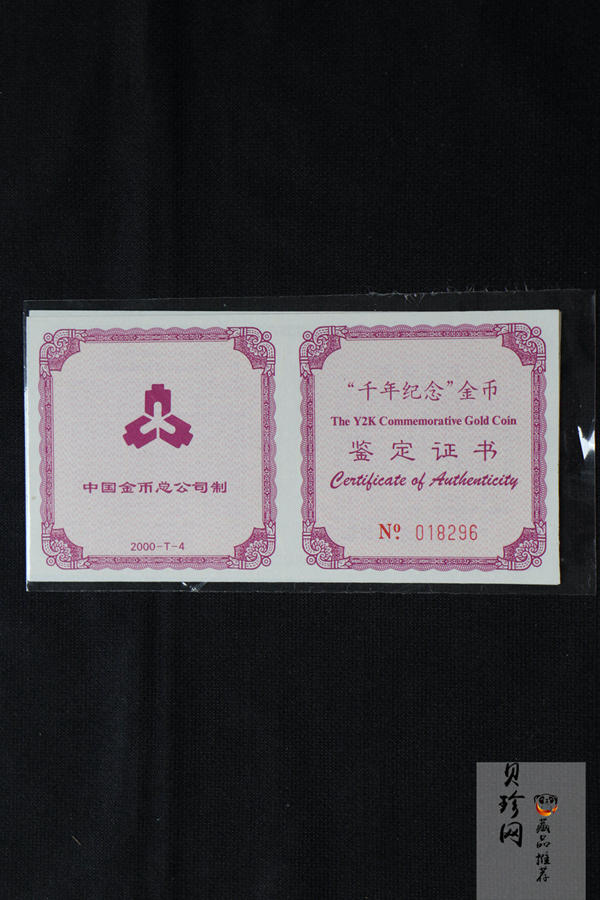 中国金币总公司制
2000-T-4
“千年纪念”金币
The Y2K Commemorative Gold Coin
鉴定证书
Certificate of Authenticity
Nº 018296
贝珍网
藏品推荐